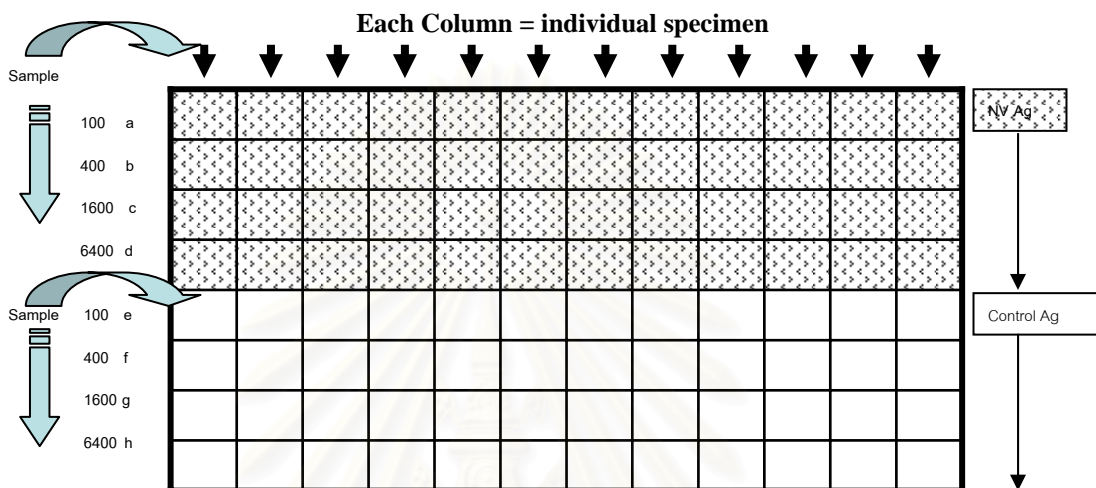 Each Column = individual specimen
Sample
100 a
NV Ag
400 b
1600 c
6400 d
Sample
100 e
Control Ag
400 f
1600 g
6400 h